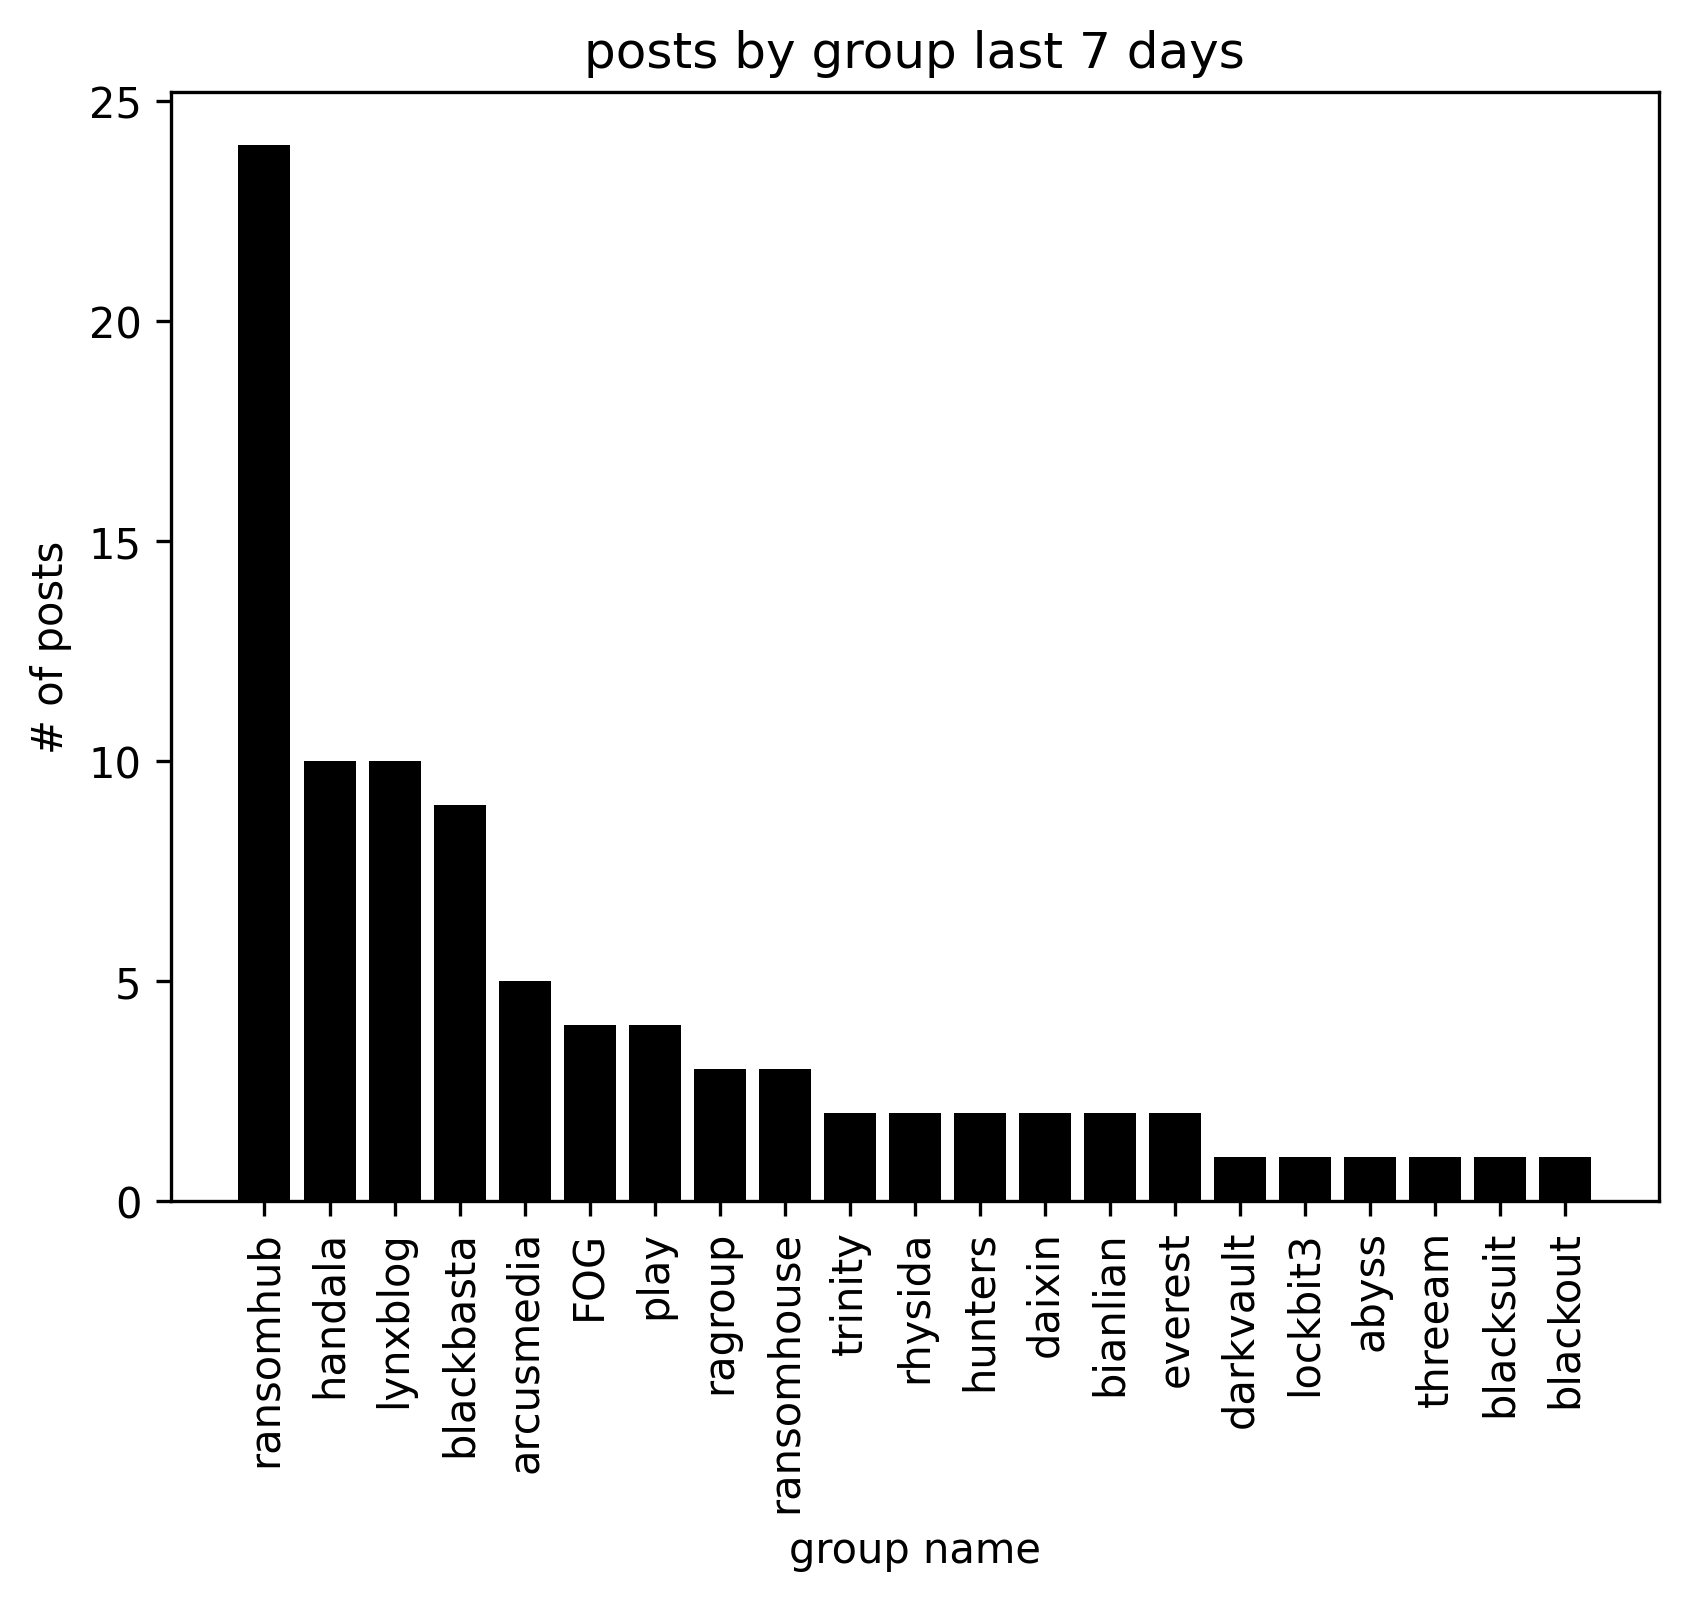 posts by group last 7 days
25
20
15
10
5
0
# of posts
ransomhub
handala
lynxblog
blackbasta
arcusmedia
FOG
play
ragroup
ransomhouse
trinity
rhysida
hunters
daixin
bianlian
everest
darkvault
lockbit3
abyss
threeam
blacksuit
blackout
group name